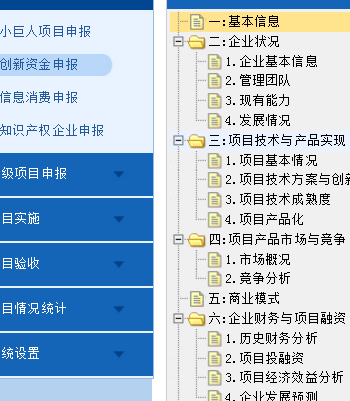 小巨人项目申报
创新资金申报
信息消费申报
知识产权企业申报
级项目申报
目实施
目验收
目情况统计
统设置
一:基本信息
二:企业状况
1.企业基本信息
2.管理团队
3.现有能力
4.发展情况
三:项目技术与产品实现
1.项目基本情况
2.项目技术方案与创新
3.项目技术成熟度
4.项目产品化
四:项目产品市场与竞争
1.市场概况
2.竞争分析
五:商业模式
六:企业财务与项目融资
1.历史财务分析
2.项目投融资
3.项目经济效益分析
4.企业发展预测